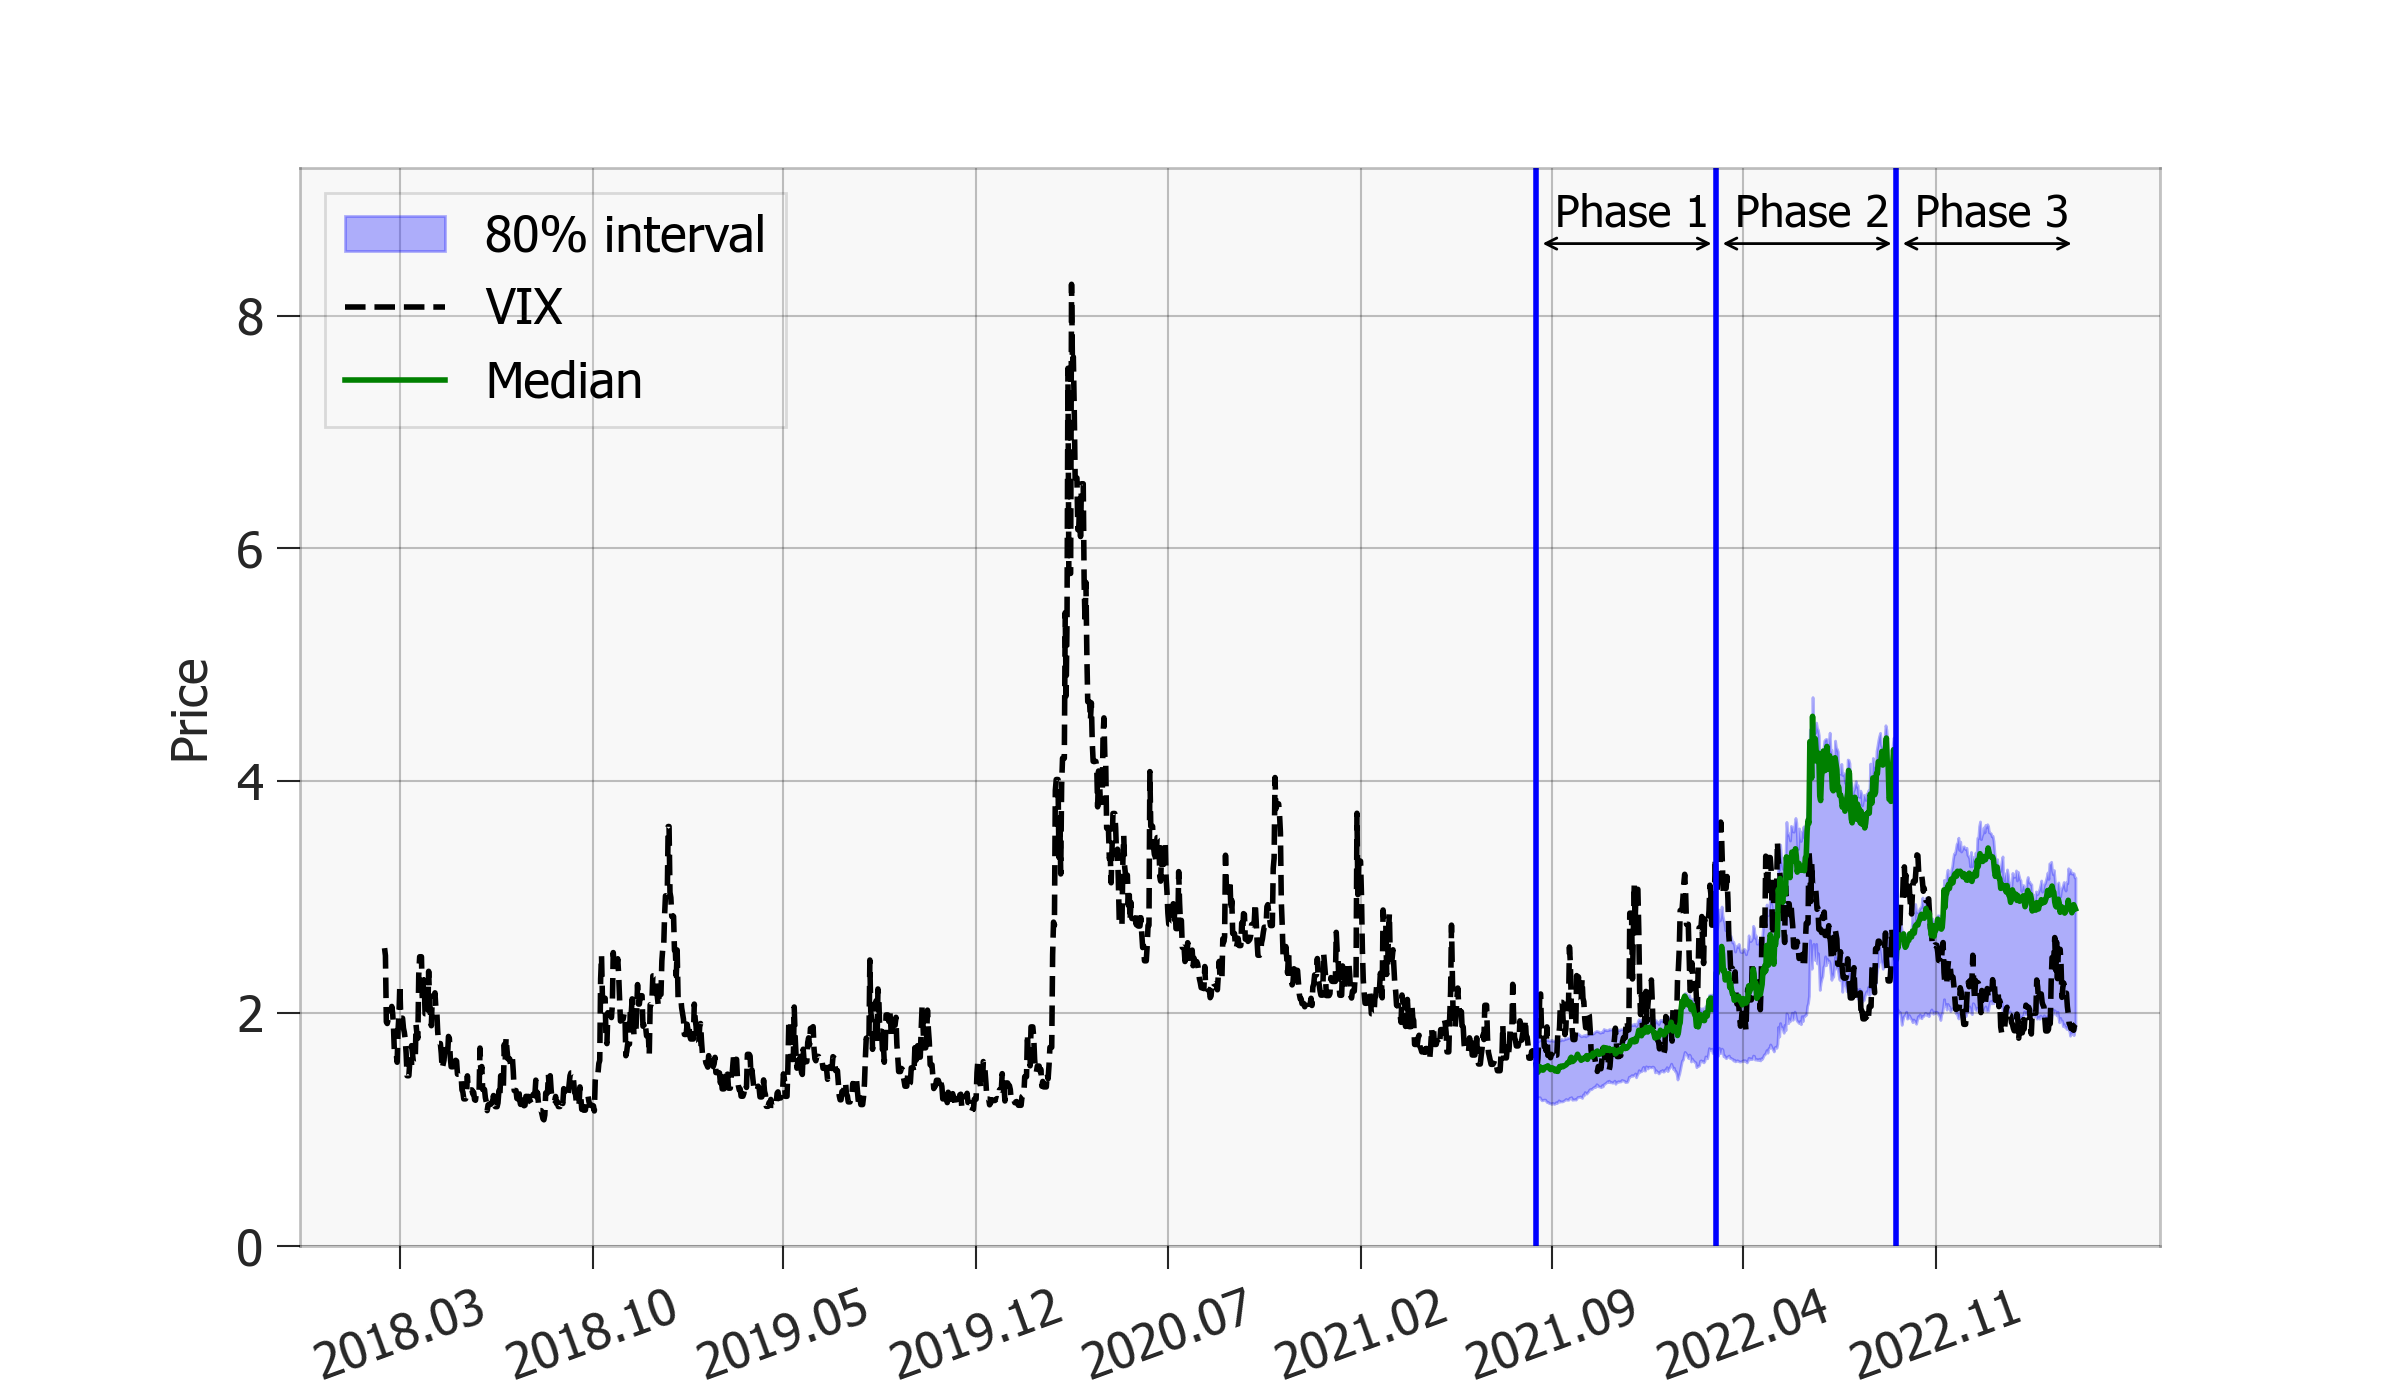 Phase 1
Phase 2
Phase 3
80% interval
VIX
Median
8
6
4
2
0
Price
2018.03
2018.10
2019.05
2019.12
2020.07
2021.02
2021.09
2022.04
2022.11